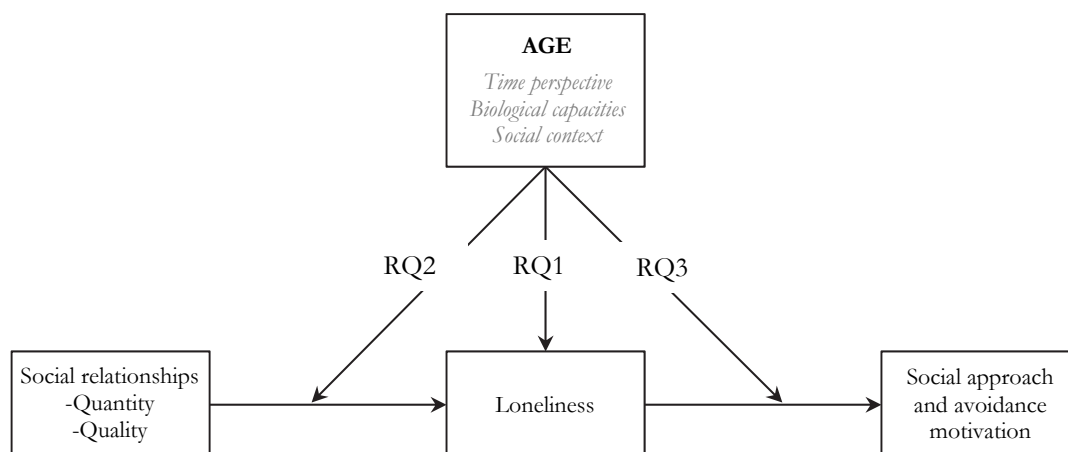 AGE
Time perspective
Biological capacities
Social context
RQ2
RQ1
RQ3
Social relationships
-Quantity
-Quality
Loneliness
Social approach
and avoidance
motivation